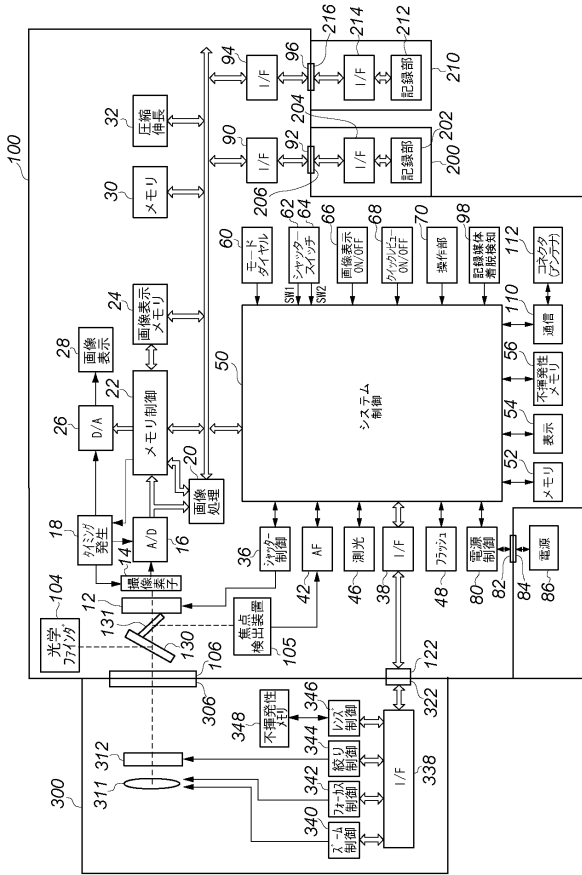 100
104
光学
ファインダ
18
タイミング
発生
26
D/A
28
画像
表示
22
メモリ制御
24
画像表示
メモリ
30
メモリ
32
圧縮
伸長
14
撮像素子
A/D
16
20
画像
処理
12
131
130
焦点
検出装置
105
106
306
300
312
311
90
I/F
94
I/F
92
96
216
206
204
I/F
記録部
202
200
214
I/F
記録部
212
210
36
シャッター
制御
42
AF
46
測光
38
I/F
48
フラッシュ
80
電源
制御
82
84
電源
86
50
システム
制御
60
モード
ダイヤル
62
64
シャッター
スイッチ
SW1
SW2
66
画像表示
ON/OFF
68
クイックレビュー
ON/OFF
70
操作部
98
記録媒体
着脱検知
52
メモリ
54
表示
56
不揮発性
メモリ
110
通信
112
コネクタ
(アンテナ)
348
不揮発性
メモリ
346
レンズ制御
344
絞り
制御
342
フォーカス
制御
340
ズーム
制御
I/F
338
122
322